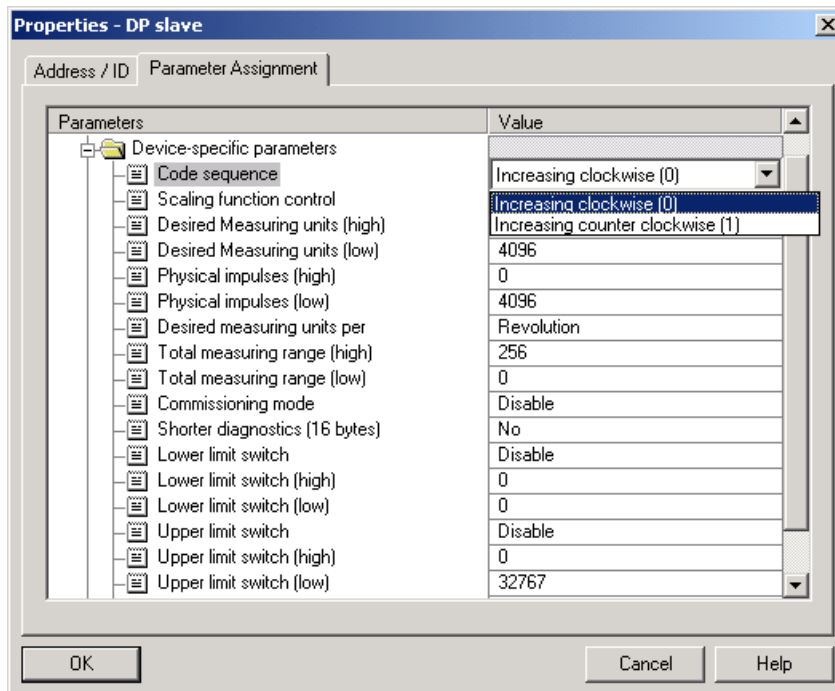 Properties - DP slave
Address / ID Parameter Assignment
Parameters Value
Device-specific parameters
Code sequence Increasing clockwise (0)
Scaling function control Increasing clockwise (0)
Desired Measuring units (high) Increasing counter clockwise (1)
Desired Measuring units (low) 4096
Physical impulses (high) 0
Physical impulses (low) 4096
Desired measuring units per Revolution
Total measuring range (high) 256
Total measuring range (low) 0
Commissioning mode Disable
Shorter diagnostics (16 bytes) No
Lower limit switch Disable
Lower limit switch (high) 0
Lower limit switch (low) 0
Upper limit switch Disable
Upper limit switch (high) 0
Upper limit switch (low) 32767
OK Cancel Help